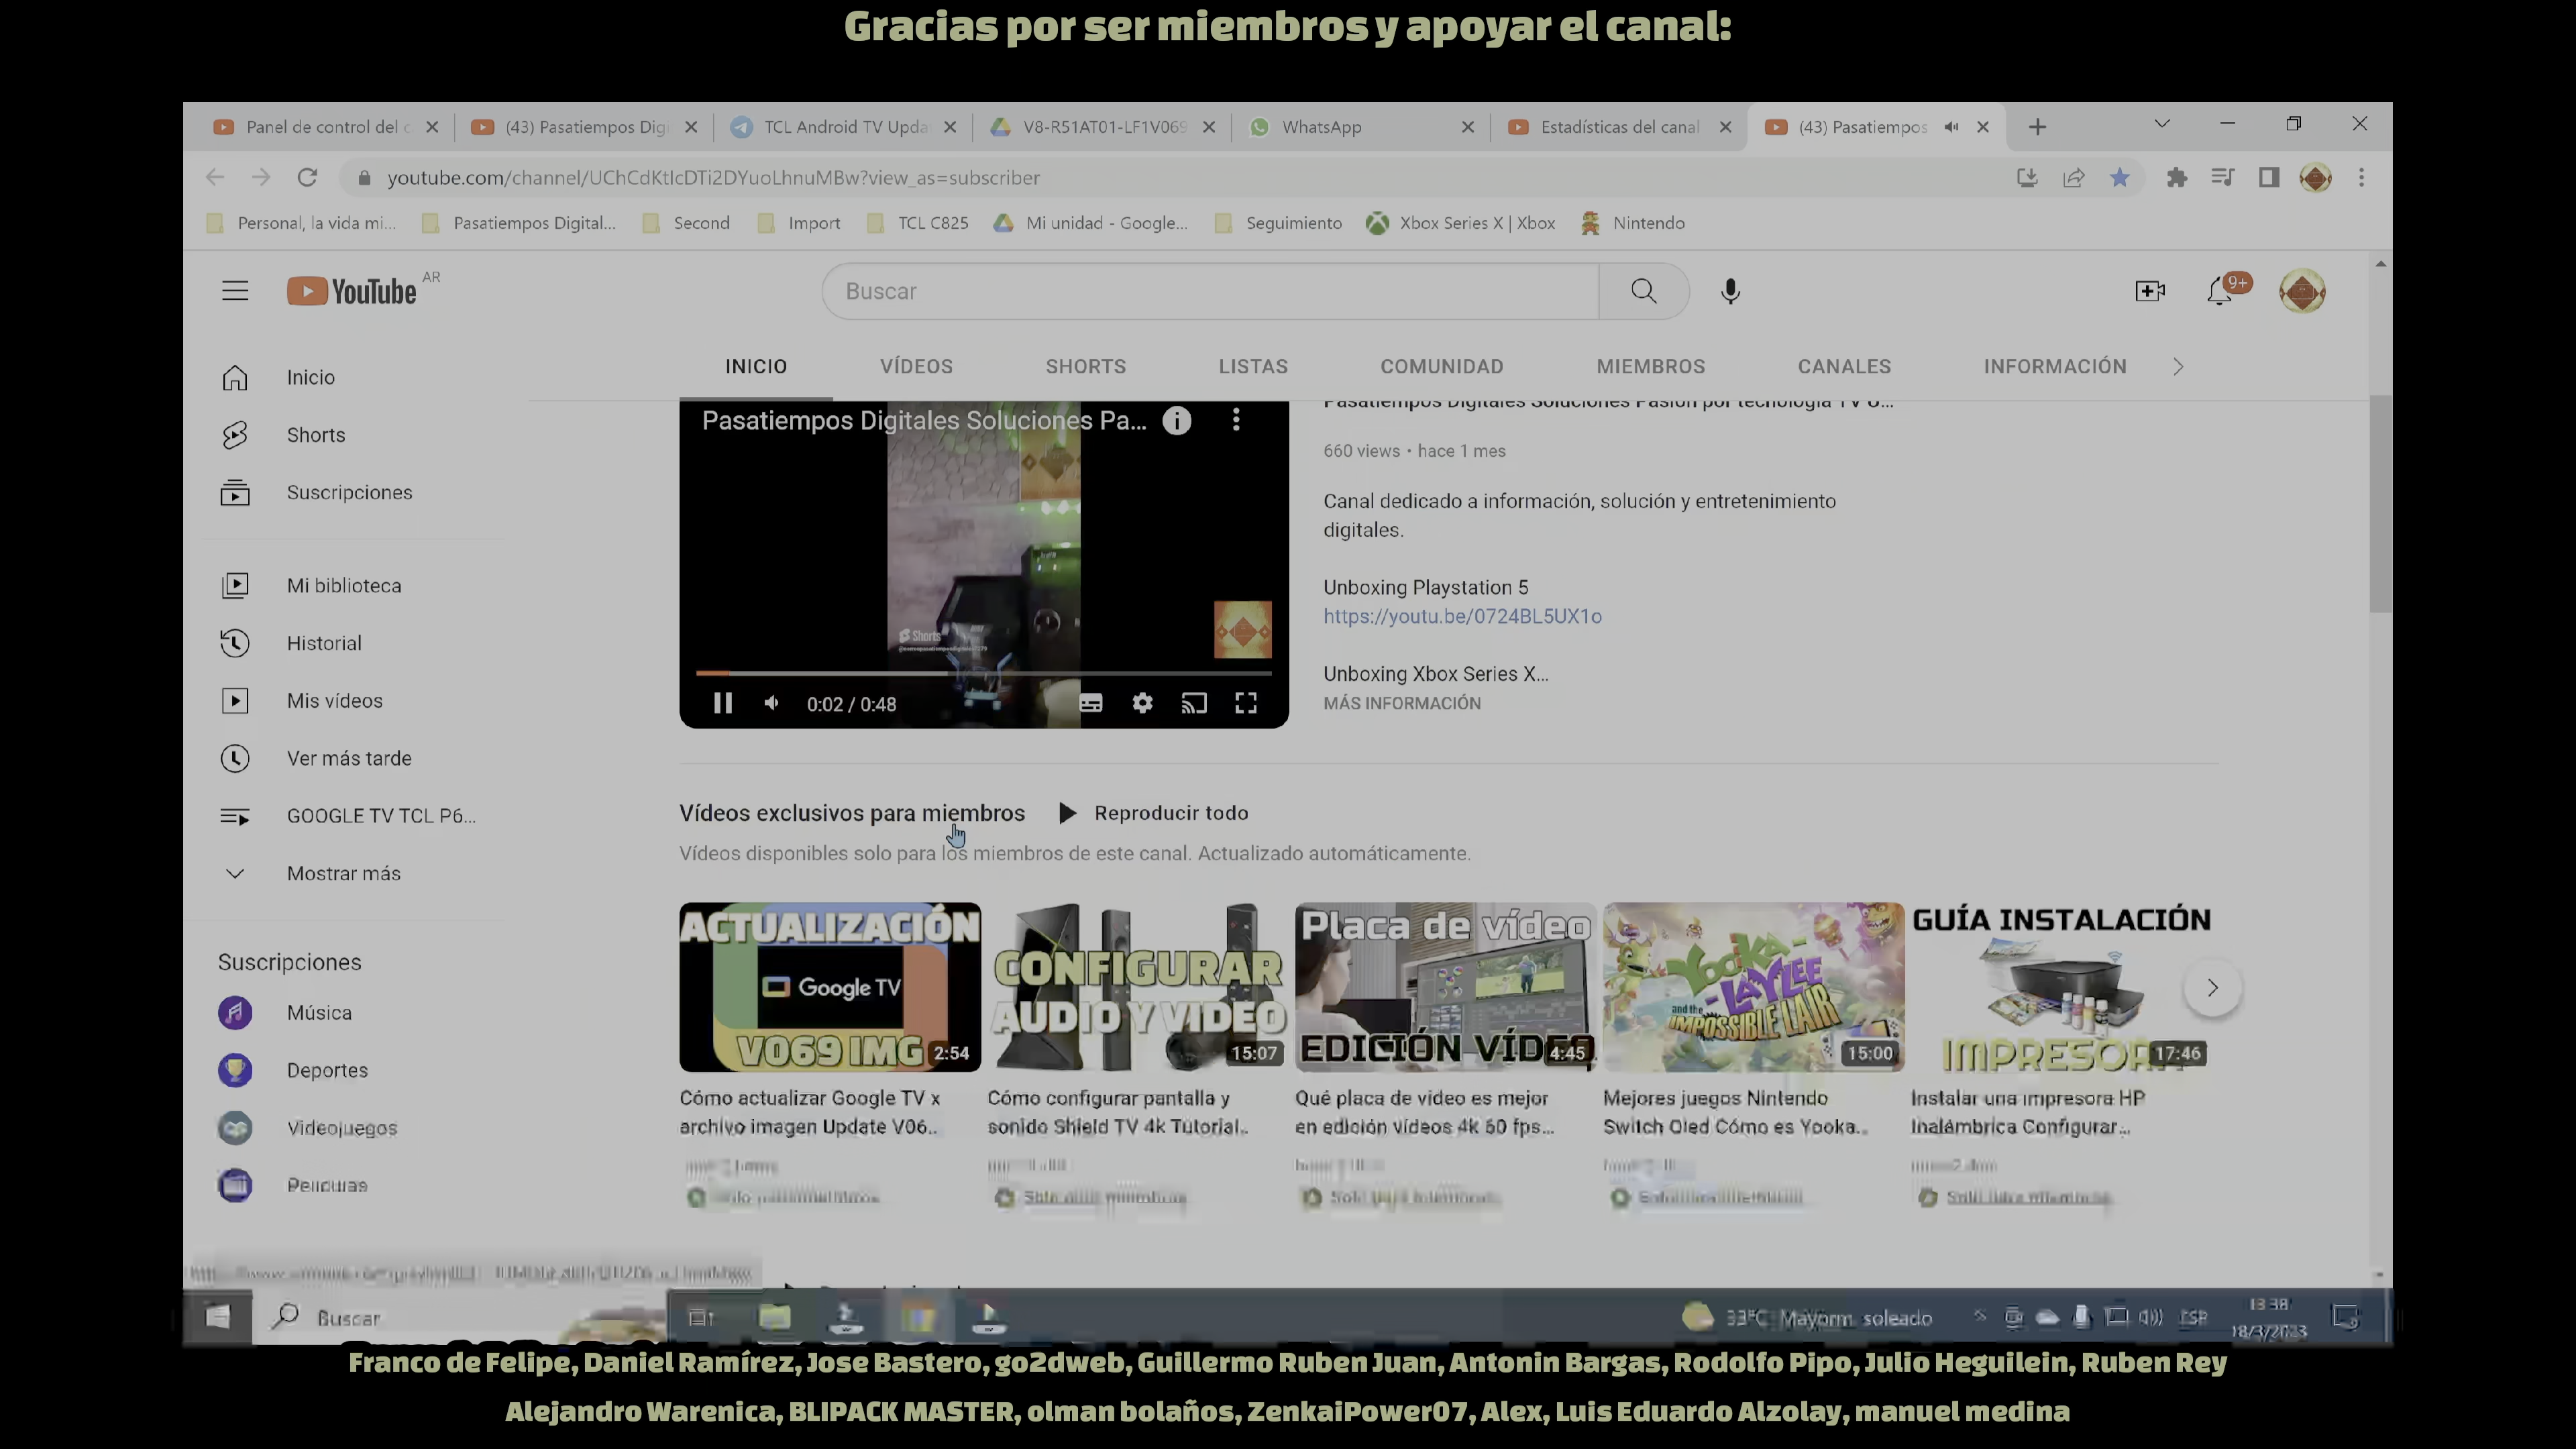 Gracias por ser miembros y apoyar el canal:
Panel de control del c
(43) Pasatiempos Dig
TCL Android TV Upda
V8-R51AT01-LF1V069
WhatsApp
Estadísticas del canal
(43) Pasatiempos
youtube.com/channel/UChCdKtIcDTi2DYuoLhnuMBw?view_as=subscriber
Personal, la vida mi...
Pasatiempos Digital...
Second
Import
TCL C825
Mi unidad - Google...
Seguimiento
Xbox Series X | Xbox
Nintendo
YouTube AR
Buscar
9+
INICIO
VÍDEOS
SHORTS
LISTAS
COMUNIDAD
MIEMBROS
CANALES
INFORMACIÓN
Inicio
Shorts
Suscripciones
Mi biblioteca
Historial
Mis vídeos
Ver más tarde
GOOGLE TV TCL P6...
Mostrar más
Suscripciones
Música
Deportes
Videojuegos
Películas
Pasatiempos Digitales Soluciones Pa...
Shorts
0:02 / 0:48
Pasatiempos Digitales Soluciones Pasión por tecnología TV U...
660 views • hace 1 mes
Canal dedicado a información, solución y entretenimiento
digitales.
Unboxing Playstation 5
https://youtu.be/0724BL5UX1o
Unboxing Xbox Series X...
MÁS INFORMACIÓN
Vídeos exclusivos para miembros
Reproducir todo
Vídeos disponibles solo para los miembros de este canal. Actualizado automáticamente.
ACTUALIZACIÓN
Google TV
V069 IMG
2:54
Cómo actualizar Google TV x
archivo imagen Update V06..
CONFIGURAR
AUDIO Y VIDEO
15:07
Cómo configurar pantalla y
sonido Shield TV 4k Tutorial..
Placa de vídeo
EDICIÓN VÍDEO
4:45
Qué placa de video es mejor
en edición vídeos 4k 60 fps...
YOOKA-LAYLEE
and the
IMPOSSIBLE LAIR
15:00
Mejores juegos Nintendo
Switch Oled Cómo es Yooka..
GUÍA INSTALACIÓN
IMPRESORA
17:46
Instalar una impresora HP
Inalámbrica Configurar...
Buscar
33°C Mayorm. soleado
ESP
13:38
18/3/2023
Franco de Felipe, Daniel Ramírez, Jose Bastero, go2dweb, Guillermo Ruben Juan, Antonin Bargas, Rodolfo Pipo, Julio Heguilein, Ruben Rey
Alejandro Warenica, BLIPACK MASTER, olman bolaños, ZenkaiPower07, Alex, Luis Eduardo Alzolay, manuel medina